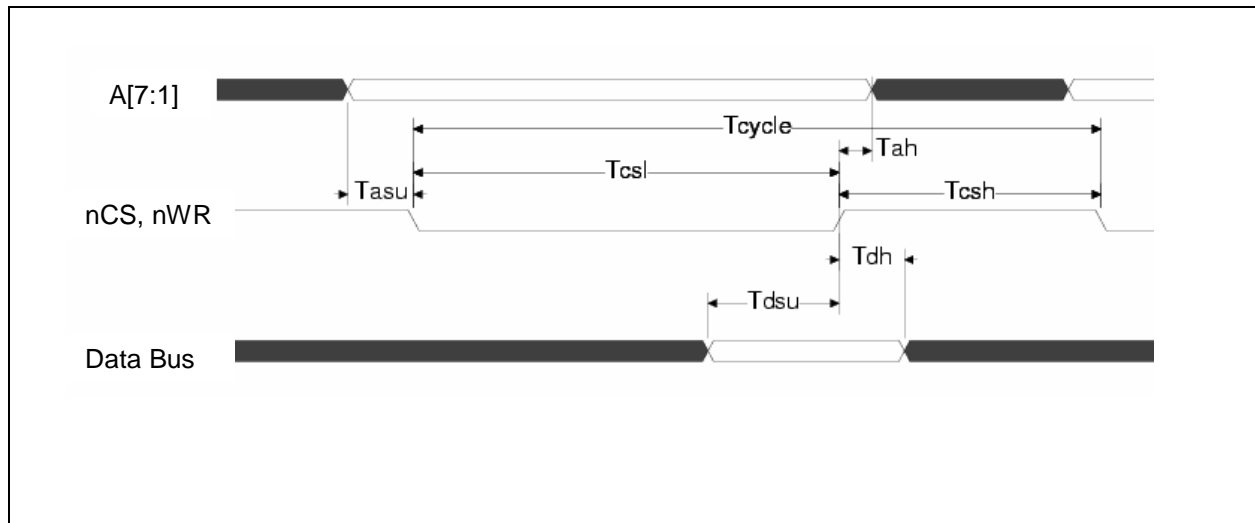 A[7:1]
Tcycle
Tah
Tcsl
Tasu
Tcsh
nCS, nWR
Tdh
Tdsu
Data Bus